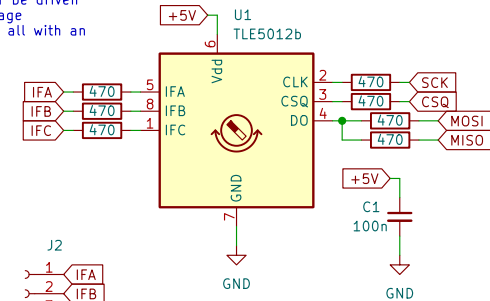 be driven
age
all with an
+5V
U1
TLE5012b
6
Vdd
IFA 470 5 IFA
IFB 470 8 IFB
IFC 470 1 IFC
CLK 2 470 SCK
CSQ 3 470 CSQ
DO 4 470 MOSI
470 MISO
GND
7
GND
+5V
C1
100n
GND
J2
1 IFA
2 IFB